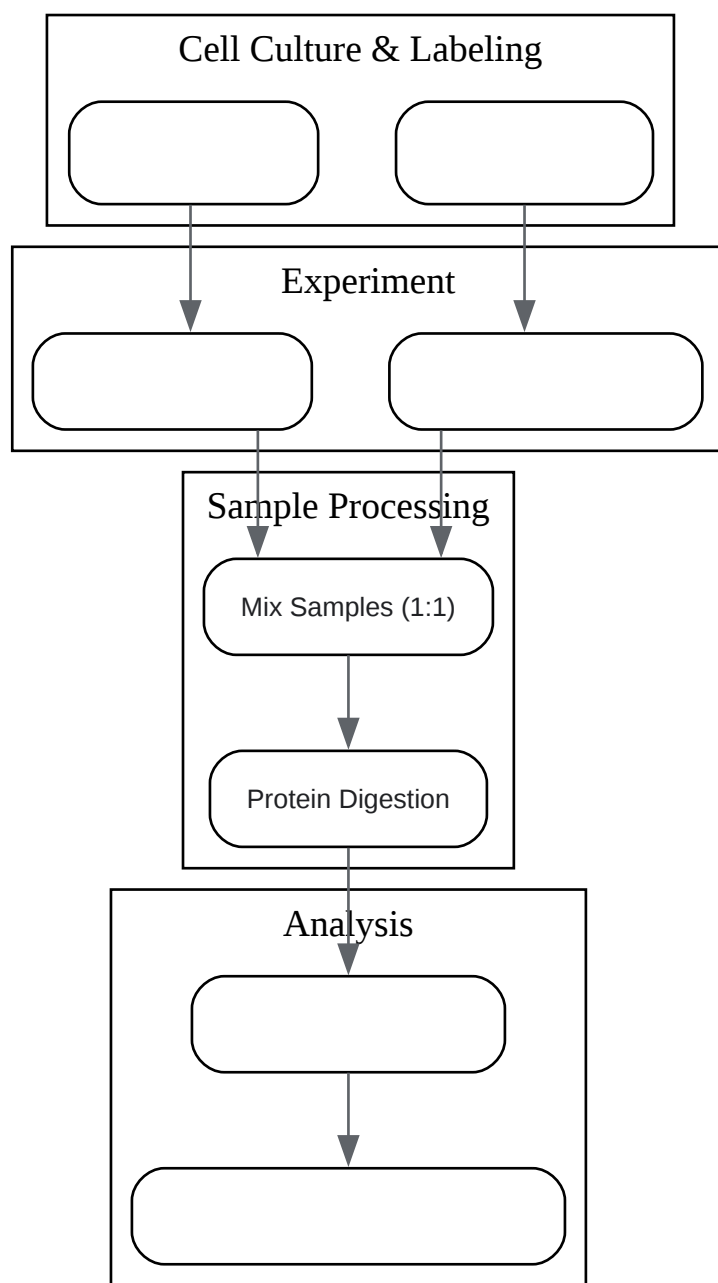 Cell Culture & Labeling
Experiment
Sample Processing
Mix Samples (1:1)
Protein Digestion
Analysis